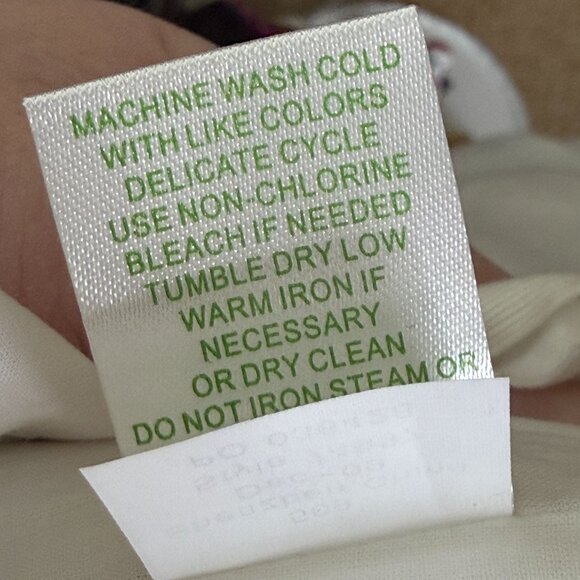 MACHINE WASH COLD
WITH LIKE COLORS
DELICATE CYCLE
USE NON-CHLORINE
BLEACH IF NEEDED
TUMBLE DRY LOW
WARM IRON IF
NECESSARY
OR DRY CLEAN
DO NOT IRON STEAM OR